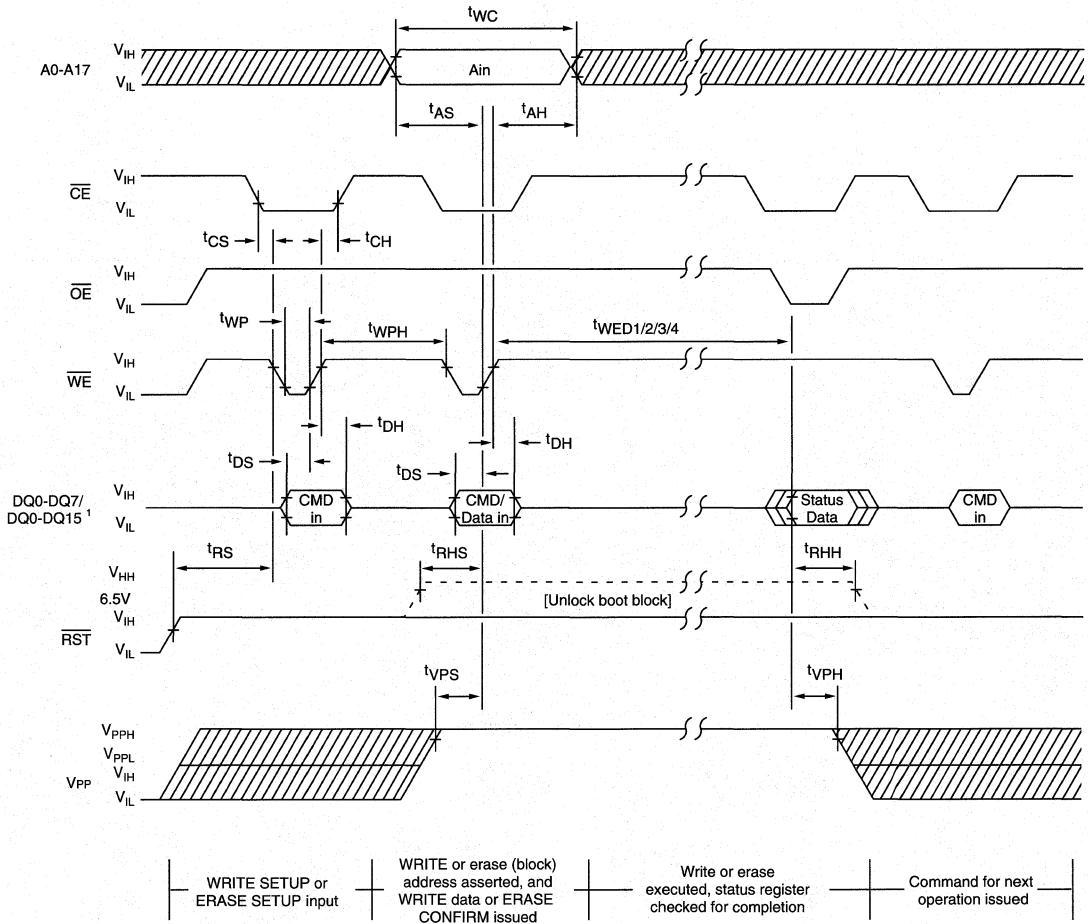 tWC
A0-A17
VIH
VIL
Ain
tAS
tAH
CE
VIH
VIL
tCS
tCH
OE
VIH
VIL
tWP
tWPH
tWED1/2/3/4
WE
VIH
VIL
tDH
tDH
tDS
tDS
DQ0-DQ7/
DQ0-DQ15 1
VIH
VIL
CMD
in
CMD/
Data in
Status
Data
CMD
in
tRS
tRHS
tRHH
VHH
6.5V
[Unlock boot block]
RST
VIH
VIL
tVPS
tVPH
VPP
VPPH
VPPL
VIH
VIL
WRITE SETUP or
ERASE SETUP input
WRITE or erase (block)
address asserted, and
WRITE data or ERASE
CONFIRM issued
Write or erase
executed, status register
checked for completion
Command for next
operation issued